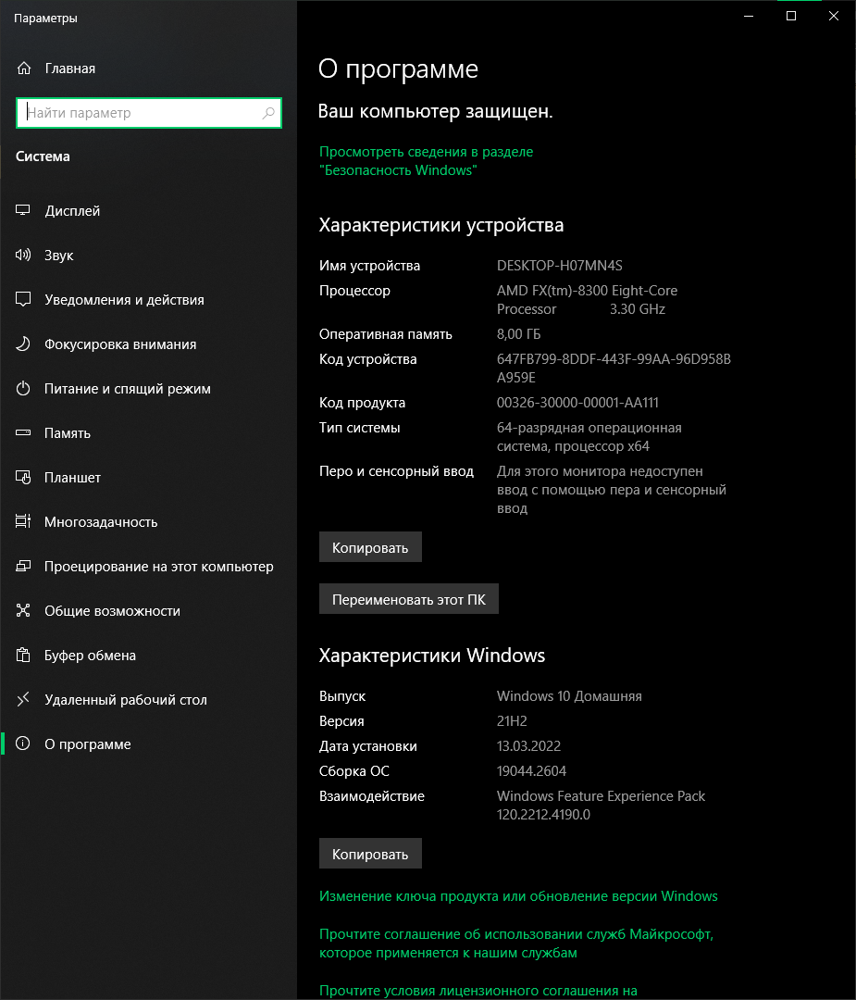 Параметры
Главная
Найти параметр
Система
Дисплей
Звук
Уведомления и действия
Фокусировка внимания
Питание и спящий режим
Память
Планшет
Многозадачность
Проецирование на этот компьютер
Общие возможности
Буфер обмена
Удаленный рабочий стол
О программе
О программе
Ваш компьютер защищен.
Просмотреть сведения в разделе
"Безопасность Windows"
Характеристики устройства
Имя устройства DESKTOP-H07MN4S
Процессор AMD FX(tm)-8300 Eight-Core
Processor 3.30 GHz
Оперативная память 8,00 ГБ
Код устройства 647FB799-8DDF-443F-99AA-96D958B
A959E
Код продукта 00326-30000-00001-AA111
Тип системы 64-разрядная операционная
система, процессор x64
Перо и сенсорный ввод Для этого монитора недоступен
ввод с помощью пера и сенсорный
ввод
Копировать
Переименовать этот ПК
Характеристики Windows
Выпуск Windows 10 Домашняя
Версия 21H2
Дата установки 13.03.2022
Сборка ОС 19044.2604
Взаимодействие Windows Feature Experience Pack
120.2212.4190.0
Копировать
Изменение ключа продукта или обновление версии Windows
Прочтите соглашение об использовании служб Майкрософт,
которое применяется к нашим службам
Прочтите условия лицензионного соглашения на